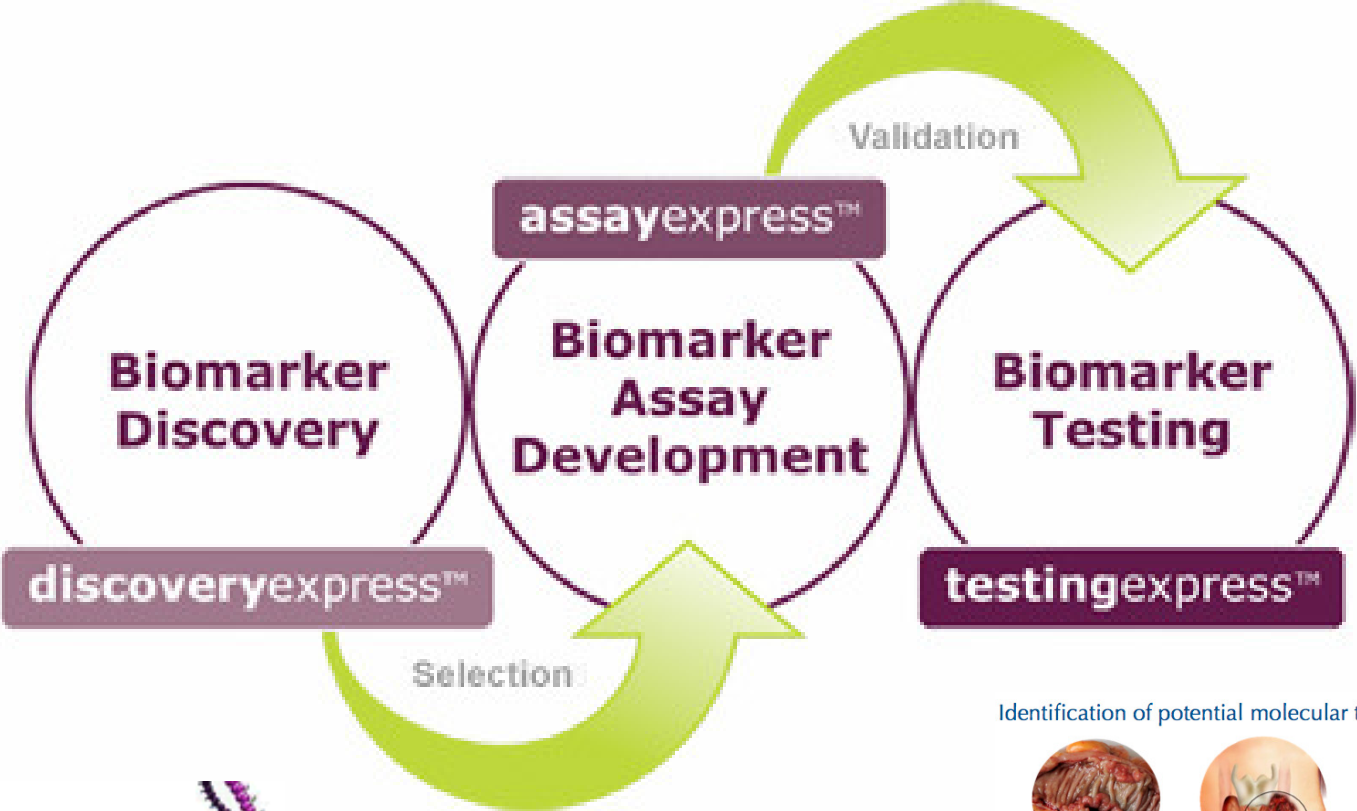 Validation
assayexpress™
Biomarker
Discovery
Biomarker
Assay
Development
Biomarker
Testing
discoveryexpress™
testingexpress™
Selection
Identification of potential molecular